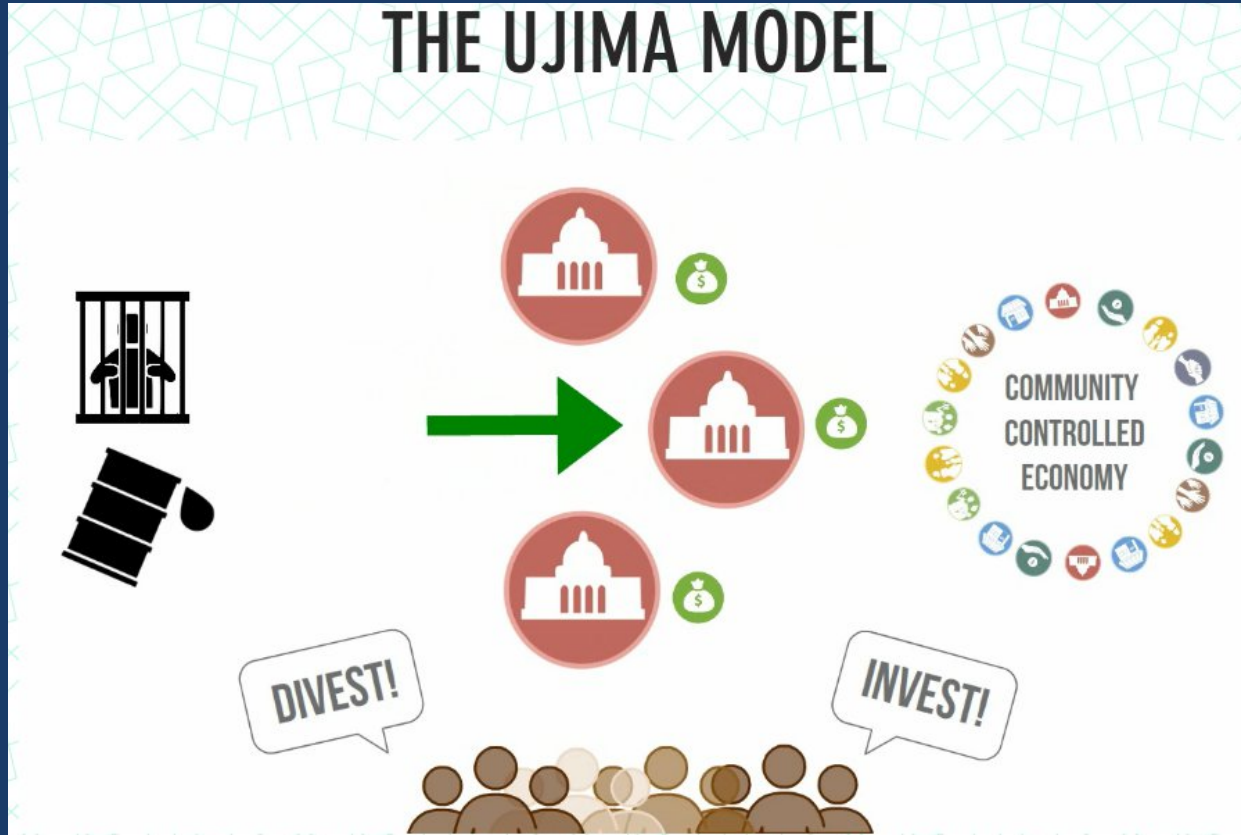 THE UJIMA MODEL
$
$
$
COMMUNITY
CONTROLLED
ECONOMY
DIVEST!
INVEST!